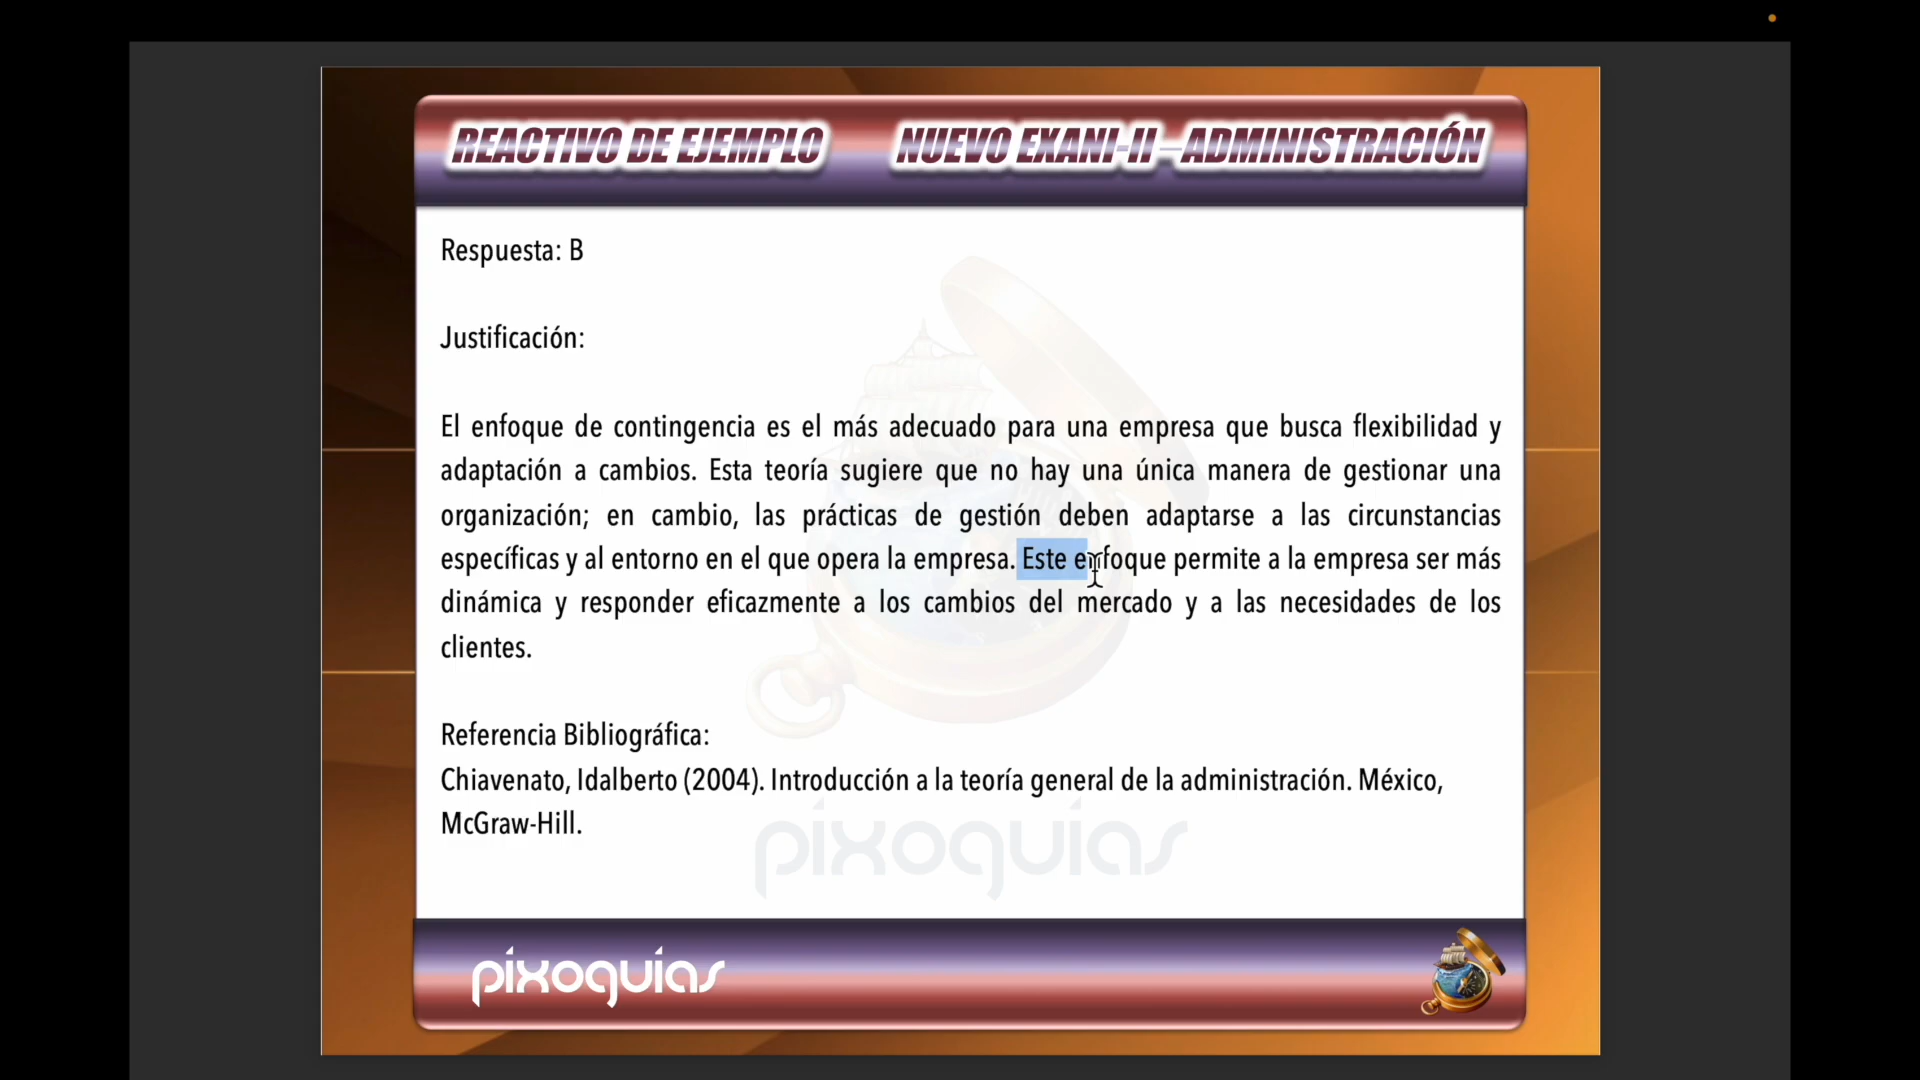 REACTIVO DE EJEMPLO NUEVO EXANI-II – ADMINISTRACIÓN
Respuesta: B
Justificación:
El enfoque de contingencia es el más adecuado para una empresa que busca flexibilidad y
adaptación a cambios. Esta teoría sugiere que no hay una única manera de gestionar una
organización; en cambio, las prácticas de gestión deben adaptarse a las circunstancias
específicas y al entorno en el que opera la empresa. Este enfoque permite a la empresa ser más
dinámica y responder eficazmente a los cambios del mercado y a las necesidades de los
clientes.
Referencia Bibliográfica:
Chiavenato, Idalberto (2004). Introducción a la teoría general de la administración. México,
McGraw-Hill.
pixoguías
pixoguías